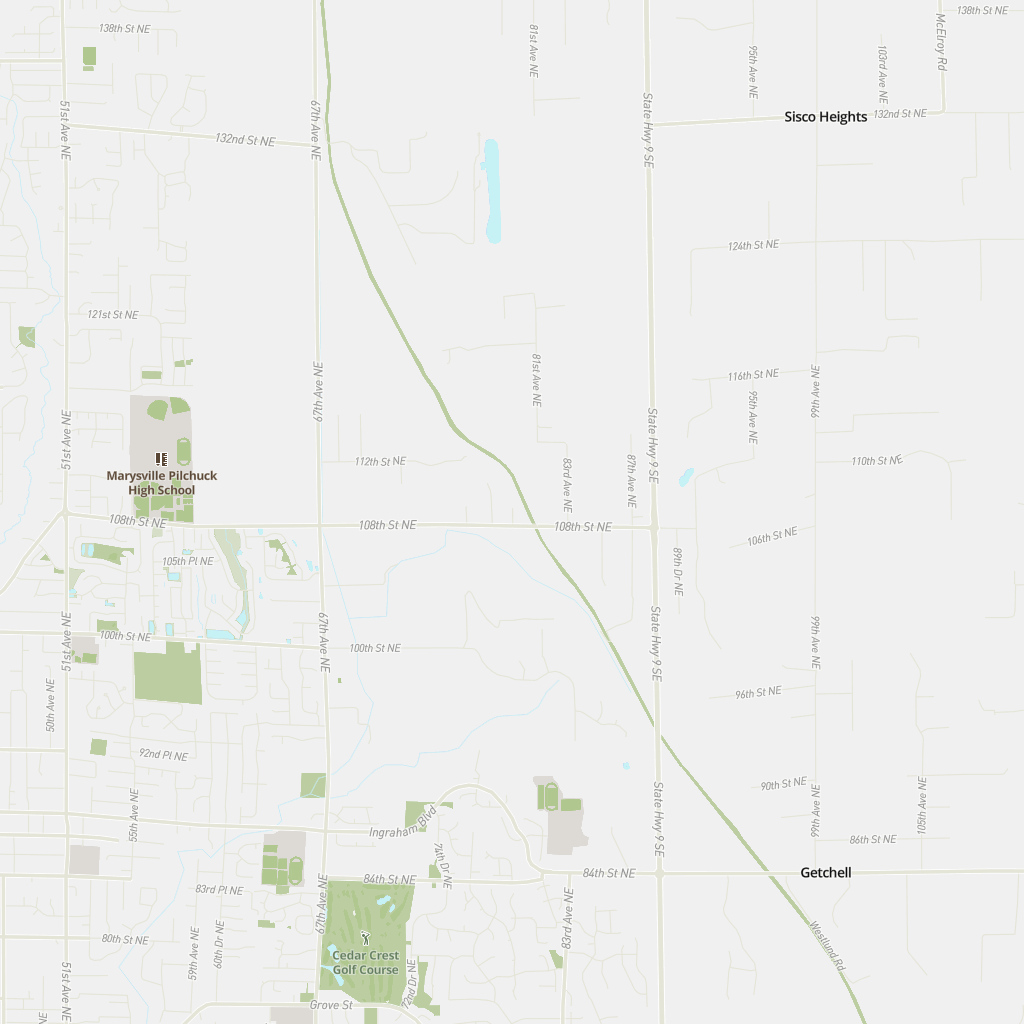 138th St NE
138th St NE
81st Ave NE
95th Ave NE
103rd Ave NE
McElroy Rd
51st Ave NE
67th Ave NE
State Hwy 9 SE
132nd St NE
Sisco Heights
132nd St NE
124th St NE
121st St NE
67th Ave NE
81st Ave NE
116th St NE
95th Ave NE
99th Ave NE
51st Ave NE
State Hwy 9 SE
Marysville Pilchuck
High School
112th St NE
83rd Ave NE
87th Ave NE
110th St NE
108th St NE
108th St NE
108th St NE
106th St NE
105th Pl NE
89th Dr NE
51st Ave NE
100th St NE
67th Ave NE
100th St NE
State Hwy 9 SE
99th Ave NE
50th Ave NE
96th St NE
92nd Pl NE
State Hwy 9 SE
90th St NE
99th Ave NE
105th Ave NE
55th Ave NE
Ingraham Blvd
86th St NE
74th Dr NE
84th St NE
84th St NE
Getchell
83rd Pl NE
67th Ave NE
83rd Ave NE
80th St NE
59th Ave NE
60th Dr NE
Cedar Crest
Golf Course
Westlund Rd
51st Ave NE
72nd Dr NE
Grove St
NE